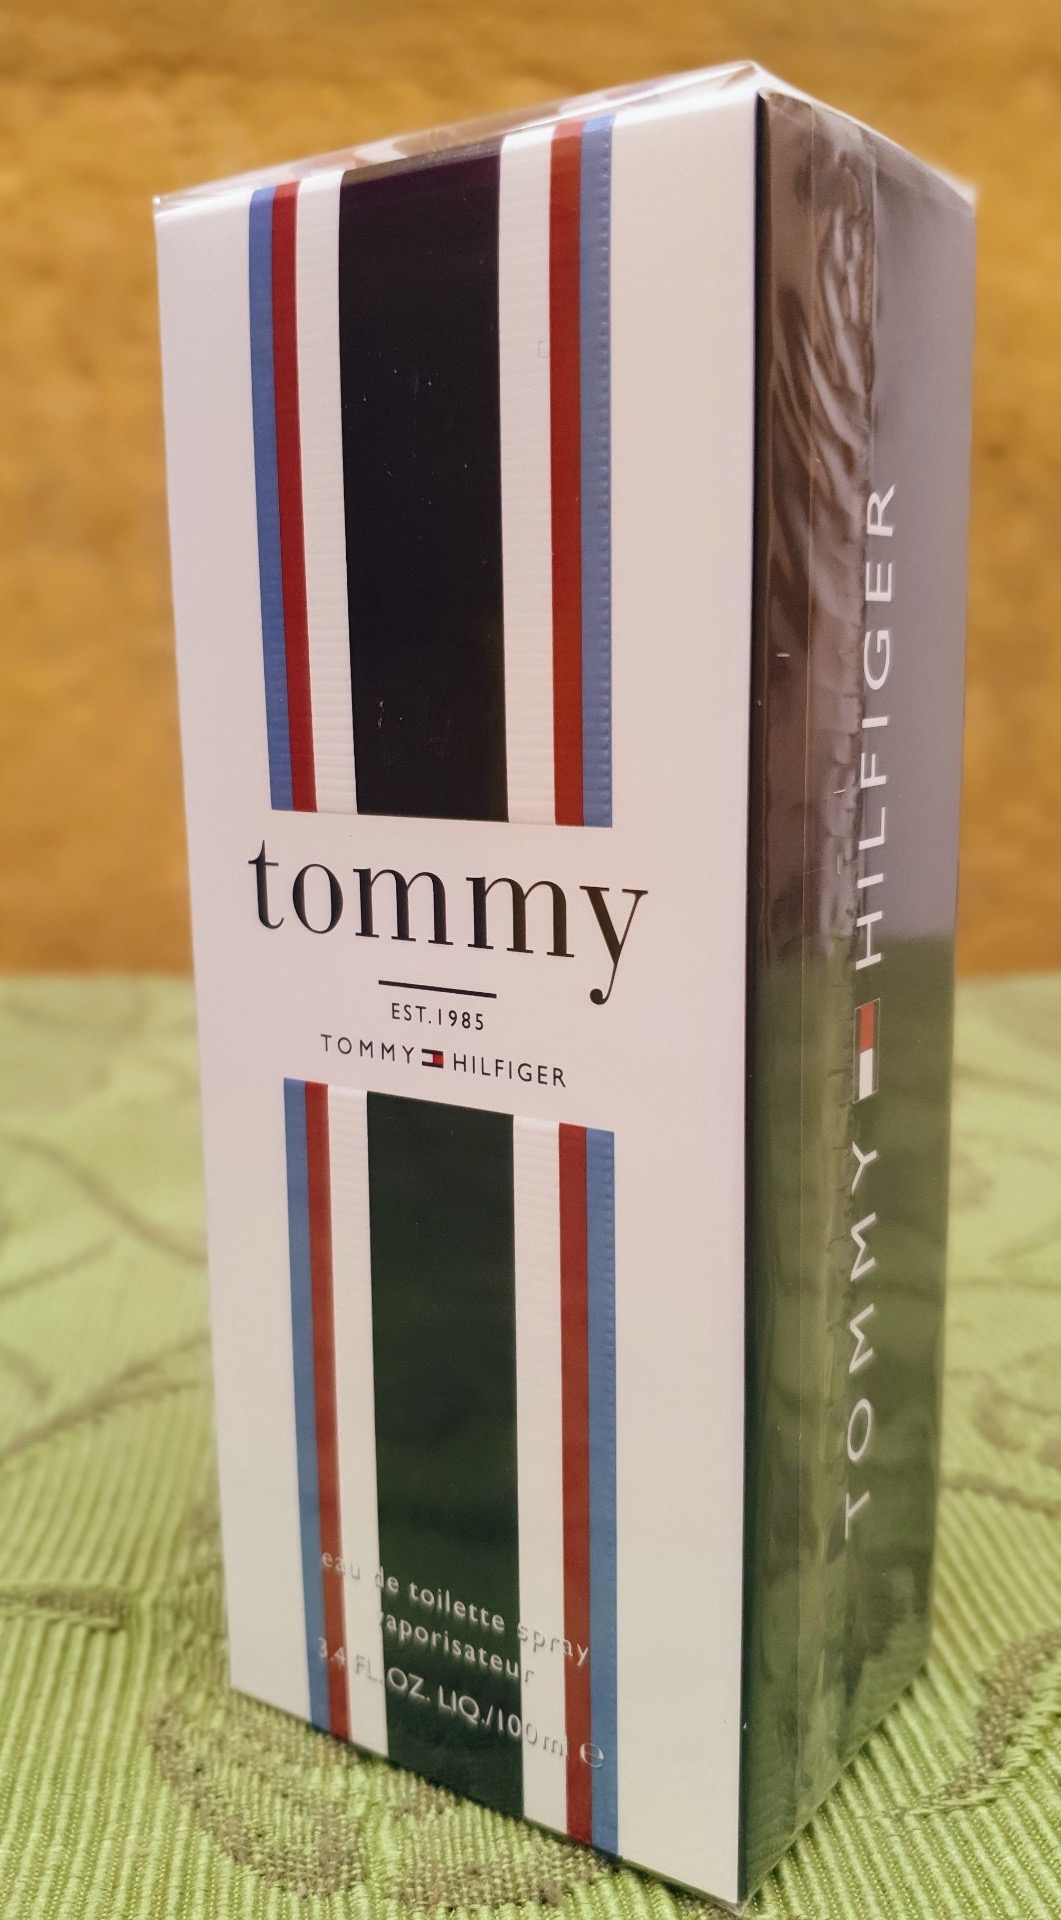 tommy
EST.1985
TOMMY HILFIGER
eau de toilette spray
vaporisateur
3.4 FL. OZ. LIQ./100ml ℮
TOMMY HILFIGER